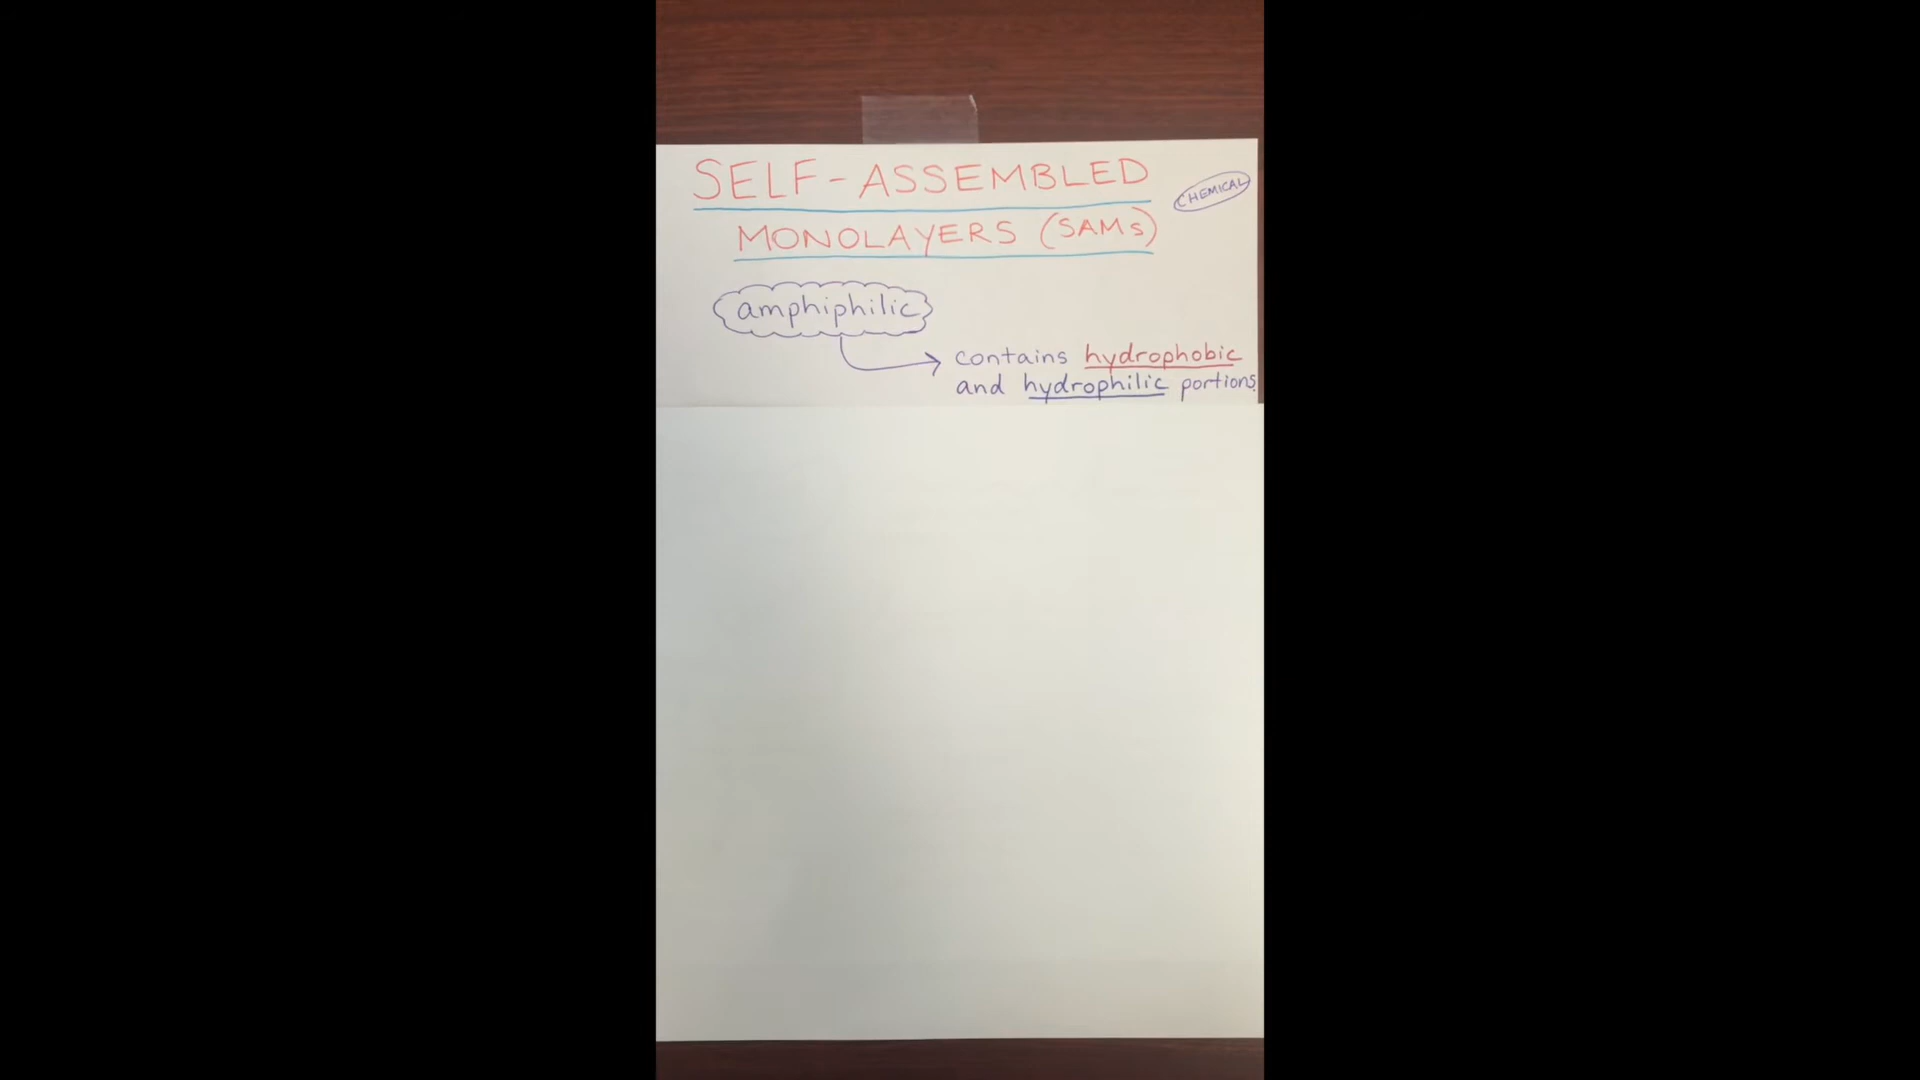 SELF-ASSEMBLED
CHEMICAL
MONOLAYERS (SAMs)
amphiphilic
contains hydrophobic
and hydrophilic portions.